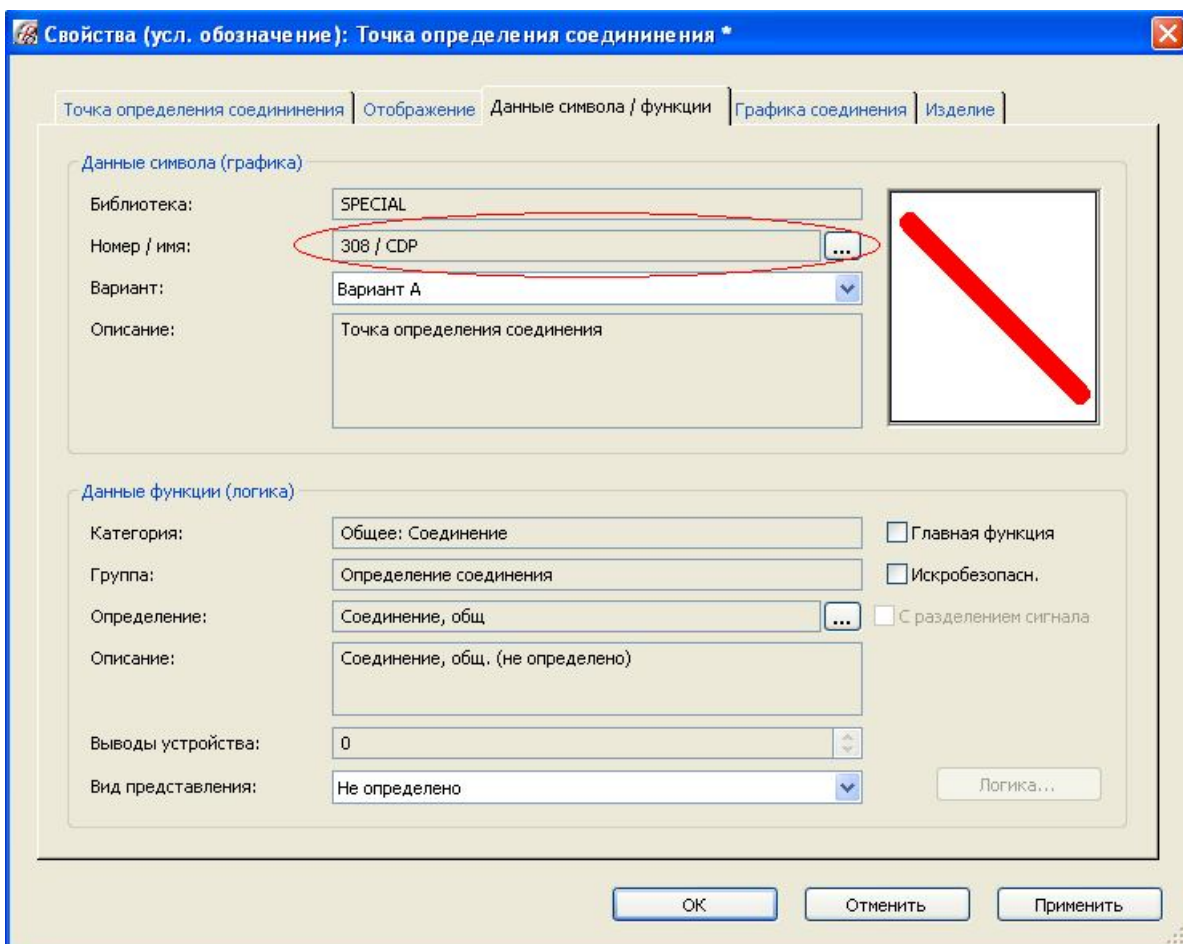 Свойства (усл. обозначение): Точка определения соедининения *
Точка определения соедининения Отображение Данные символа / функции Графика соединения Изделие
Данные символа (графика)
Библиотека: SPECIAL
Номер / имя: 308 / CDP ...
Вариант: Вариант A
Описание: Точка определения соединения
Данные функции (логика)
Категория: Общее: Соединение Главная функция
Группа: Определение соединения Искробезопасн.
Определение: Соединение, общ ... С разделением сигнала
Описание: Соединение, общ. (не определено)
Выводы устройства: 0
Вид представления: Не определено Логика...
OK Отменить Применить